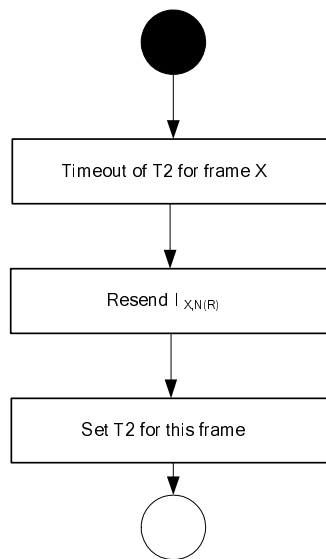 Timeout of T2 for frame X
Resend I X,N(R)
Set T2 for this frame